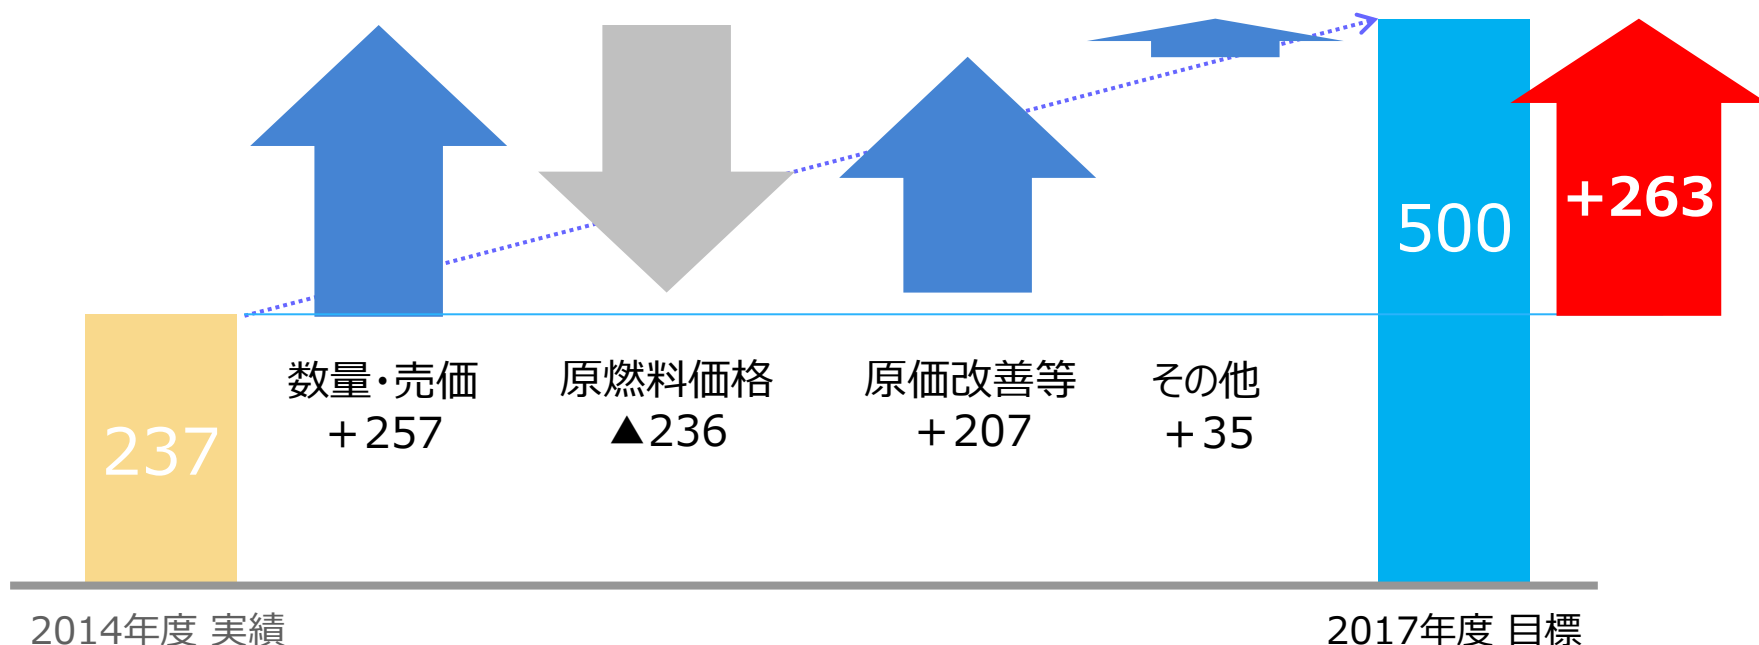 237
数量・売価
+257
原燃料価格
▲236
原価改善等
+207
その他
+35
500
+263
2014年度 実績
2017年度 目標